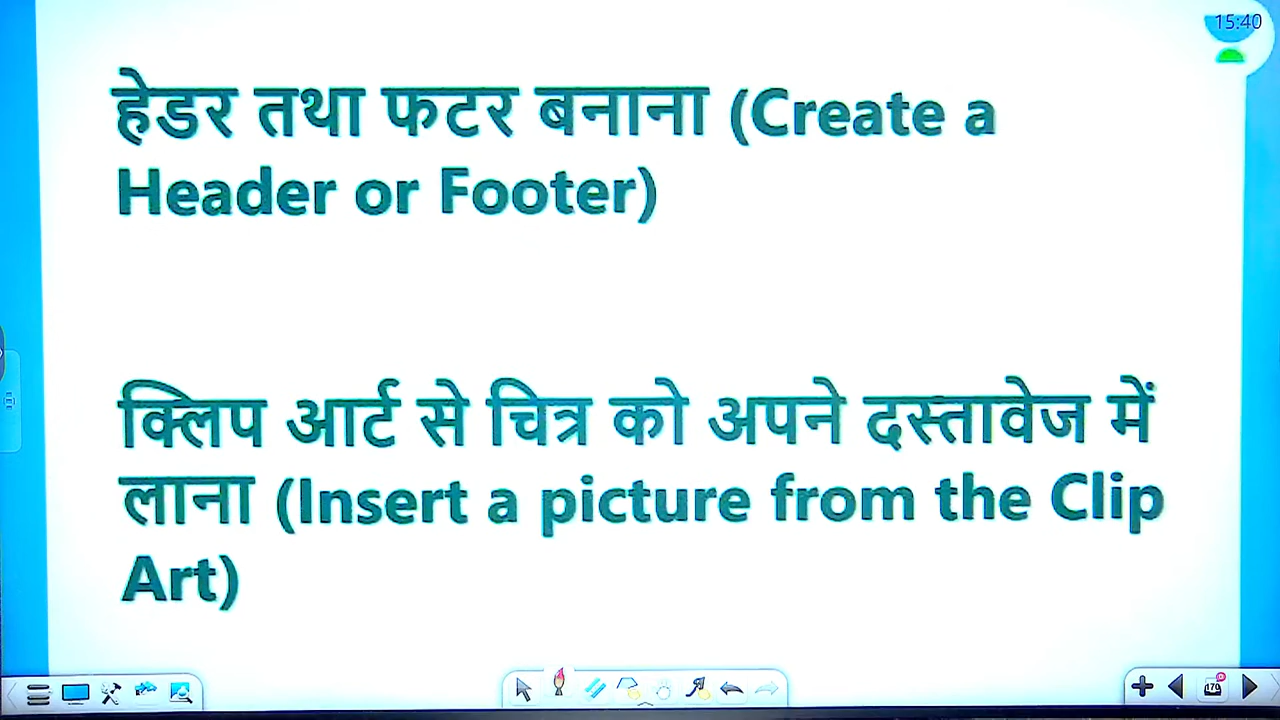 15:40
हेडर तथा फटर बनाना (Create a
Header or Footer)
क्लिप आर्ट से चित्र को अपने दस्तावेज में
लाना (Insert a picture from the Clip
Art)
170